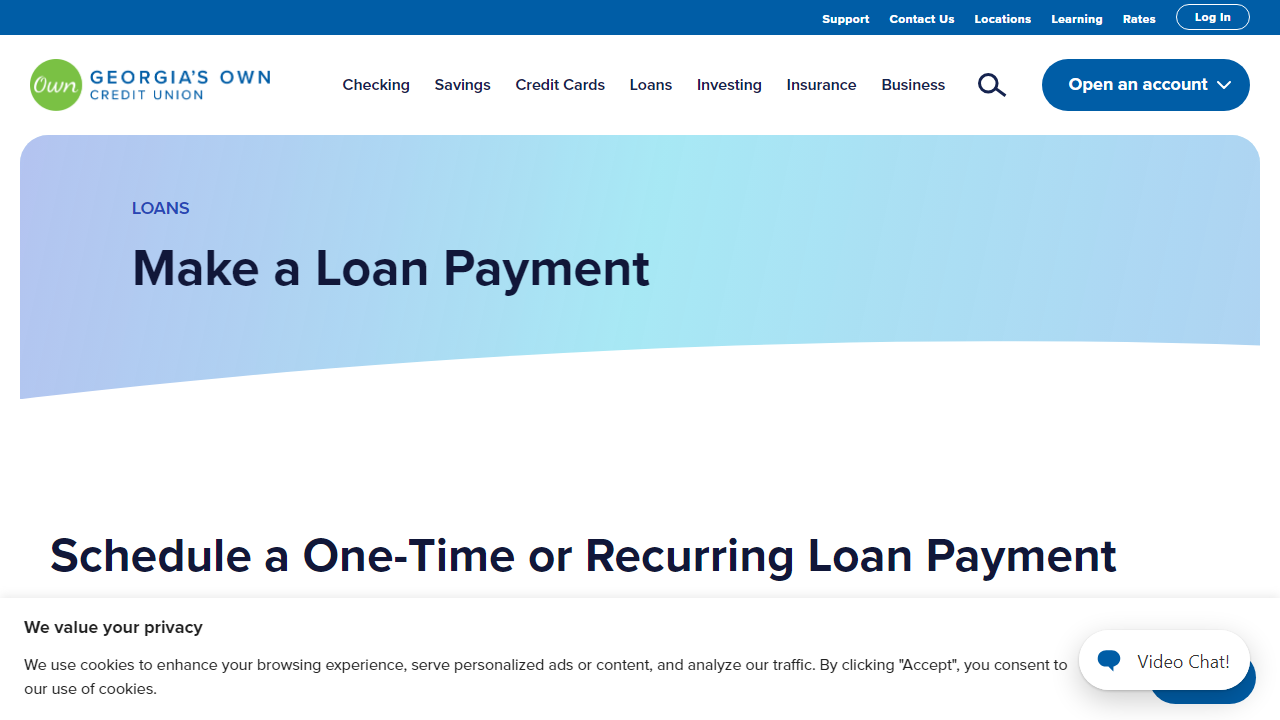 Support Contact Us Locations Learning Rates Log In
Own GEORGIA'S OWN
CREDIT UNION
Checking Savings Credit Cards Loans Investing Insurance Business Open an account
LOANS
Make a Loan Payment
Schedule a One-Time or Recurring Loan Payment
We value your privacy
We use cookies to enhance your browsing experience, serve personalized ads or content, and analyze our traffic. By clicking "Accept", you consent to
our use of cookies.
Video Chat!